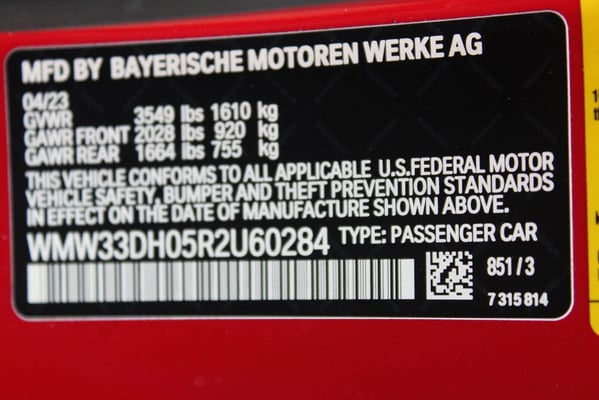 MFD BY BAYERISCHE MOTOREN WERKE AG
04/23
GVWR 3549 lbs 1610 kg
GAWR FRONT 2028 lbs 920 kg
GAWR REAR 1664 lbs 755 kg
THIS VEHICLE CONFORMS TO ALL APPLICABLE U.S.FEDERAL MOTOR
VEHICLE SAFETY, BUMPER AND THEFT PREVENTION STANDARDS
IN EFFECT ON THE DATE OF MANUFACTURE SHOWN ABOVE.
WMW33DH05R2U60284 TYPE: PASSENGER CAR
851/3
7 315 814